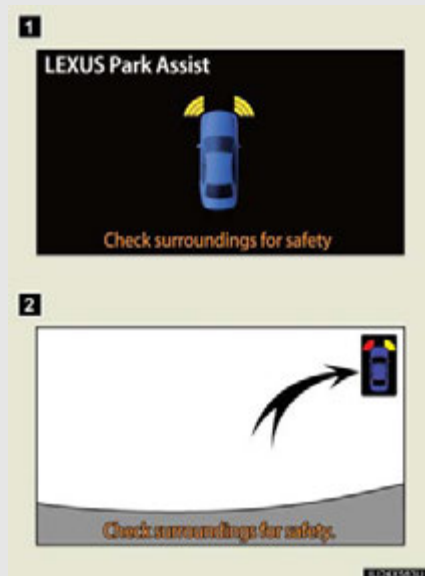 1
LEXUS Park Assist
Check surroundings for safety
2
Check surroundings for safety.